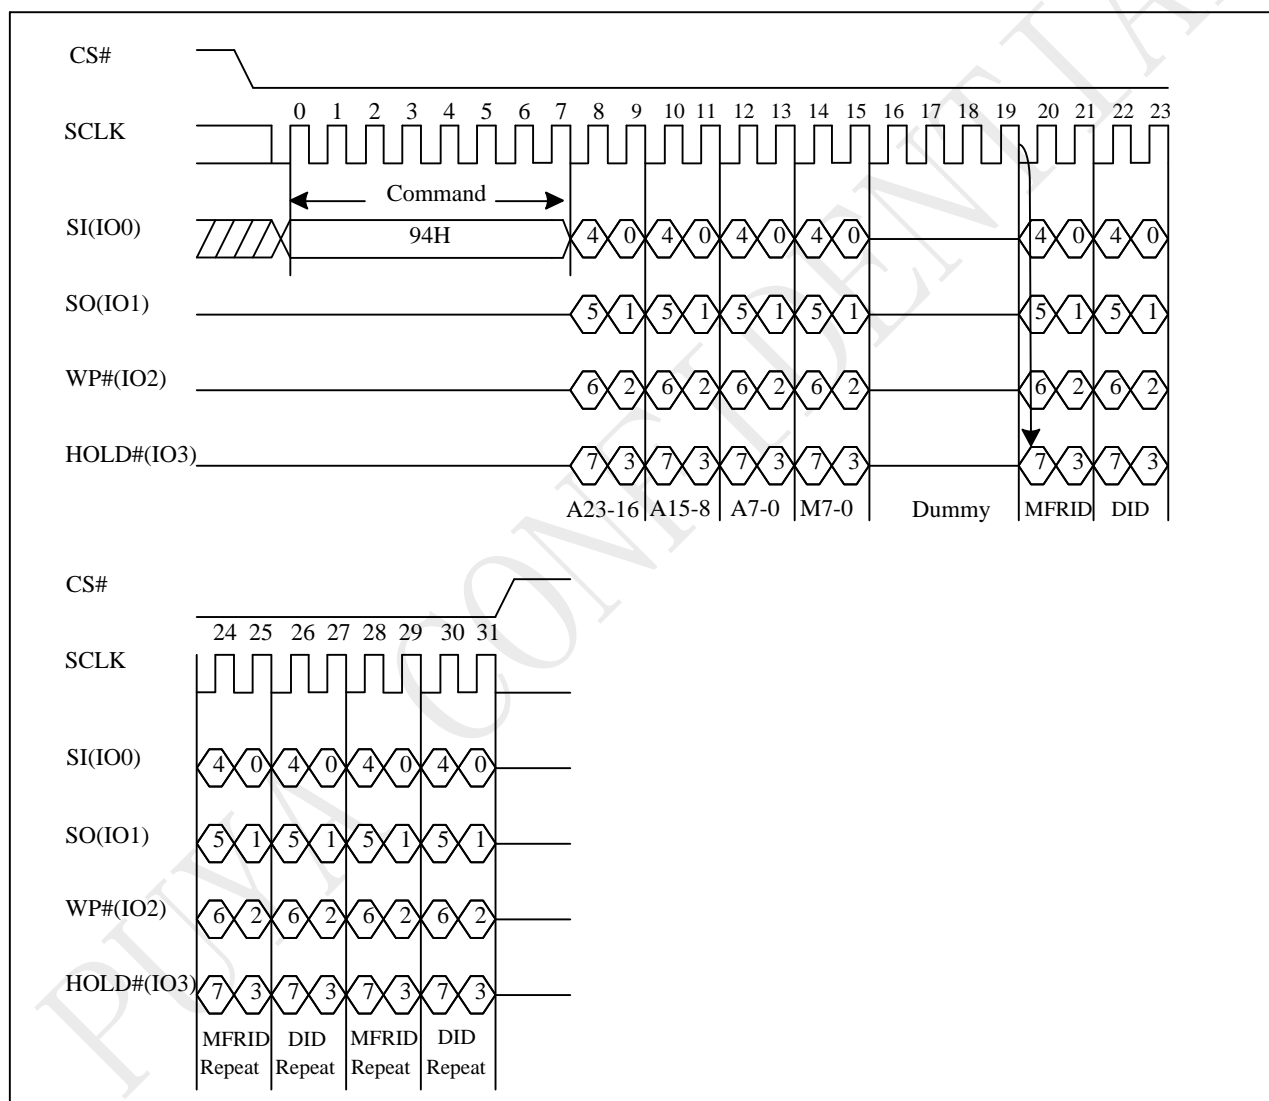 CS#
0 1 2 3 4 5 6 7 8 9 10 11 12 13 14 15 16 17 18 19 20 21 22 23
SCLK
Command
SI(IO0) 94H 4 0 4 0 4 0 4 0 4 0 4 0
SO(IO1) 5 1 5 1 5 1 5 1 5 1 5 1
WP#(IO2) 6 2 6 2 6 2 6 2 6 2 6 2
HOLD#(IO3) 7 3 7 3 7 3 7 3 7 3 7 3
A23-16 A15-8 A7-0 M7-0 Dummy MFRID DID
CS#
24 25 26 27 28 29 30 31
SCLK
SI(IO0) 4 0 4 0 4 0 4 0
SO(IO1) 5 1 5 1 5 1 5 1
WP#(IO2) 6 2 6 2 6 2 6 2
HOLD#(IO3) 7 3 7 3 7 3 7 3
MFRID DID MFRID DID
Repeat Repeat Repeat Repeat
PUYA CONFIDENTIAL